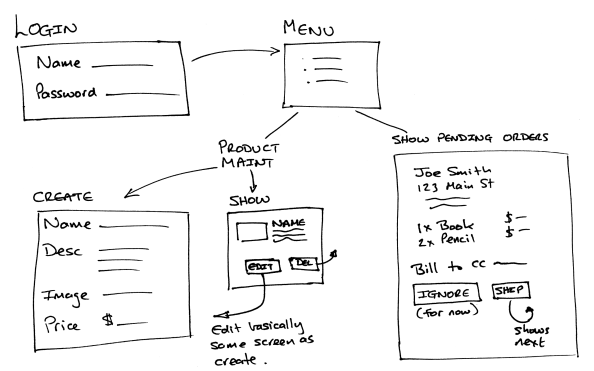 LOGIN
Name
Password
MENU
PRODUCT
MAINT
CREATE
Name
Desc
Image
Price $
SHOW
NAME
EDIT
DEL
Edit basically
some screen as
create.
SHOW PENDING ORDERS
Joe Smith
123 Main St
1x Book $
2x Pencil $
Bill to cc
IGNORE
(for now)
SHIP
shows
next